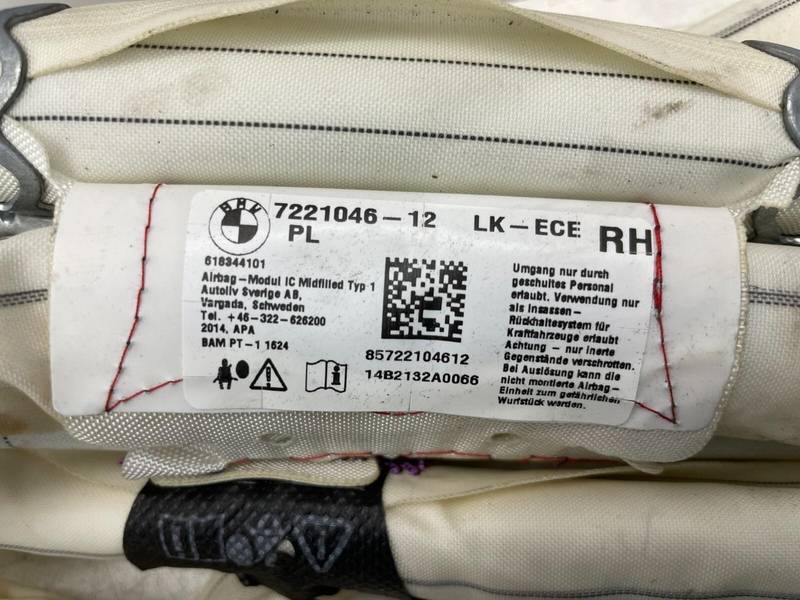 BMW
7221046-12 LK-ECE RH
PL
618344101
Airbag-Modul IC Midfilled Typ 1
Autoliv Sverige AB,
Vargada, Schweden
Tel. +46-322-626200
2014, APA
BAM PT-1 1624
85722104612
14B2132A0066
Umgang nur durch
geschultes Personal
erlaubt. Verwendung nur
als Insassen-
Rückhaltesystem für
Kraftfahrzeuge erlaubt
Achtung - nur inerte
Gegenstände verschrotten.
Bei Auslösung kann die
nicht montierte Airbag-
Einheit zum gefährlichen
Wurfstück werden.